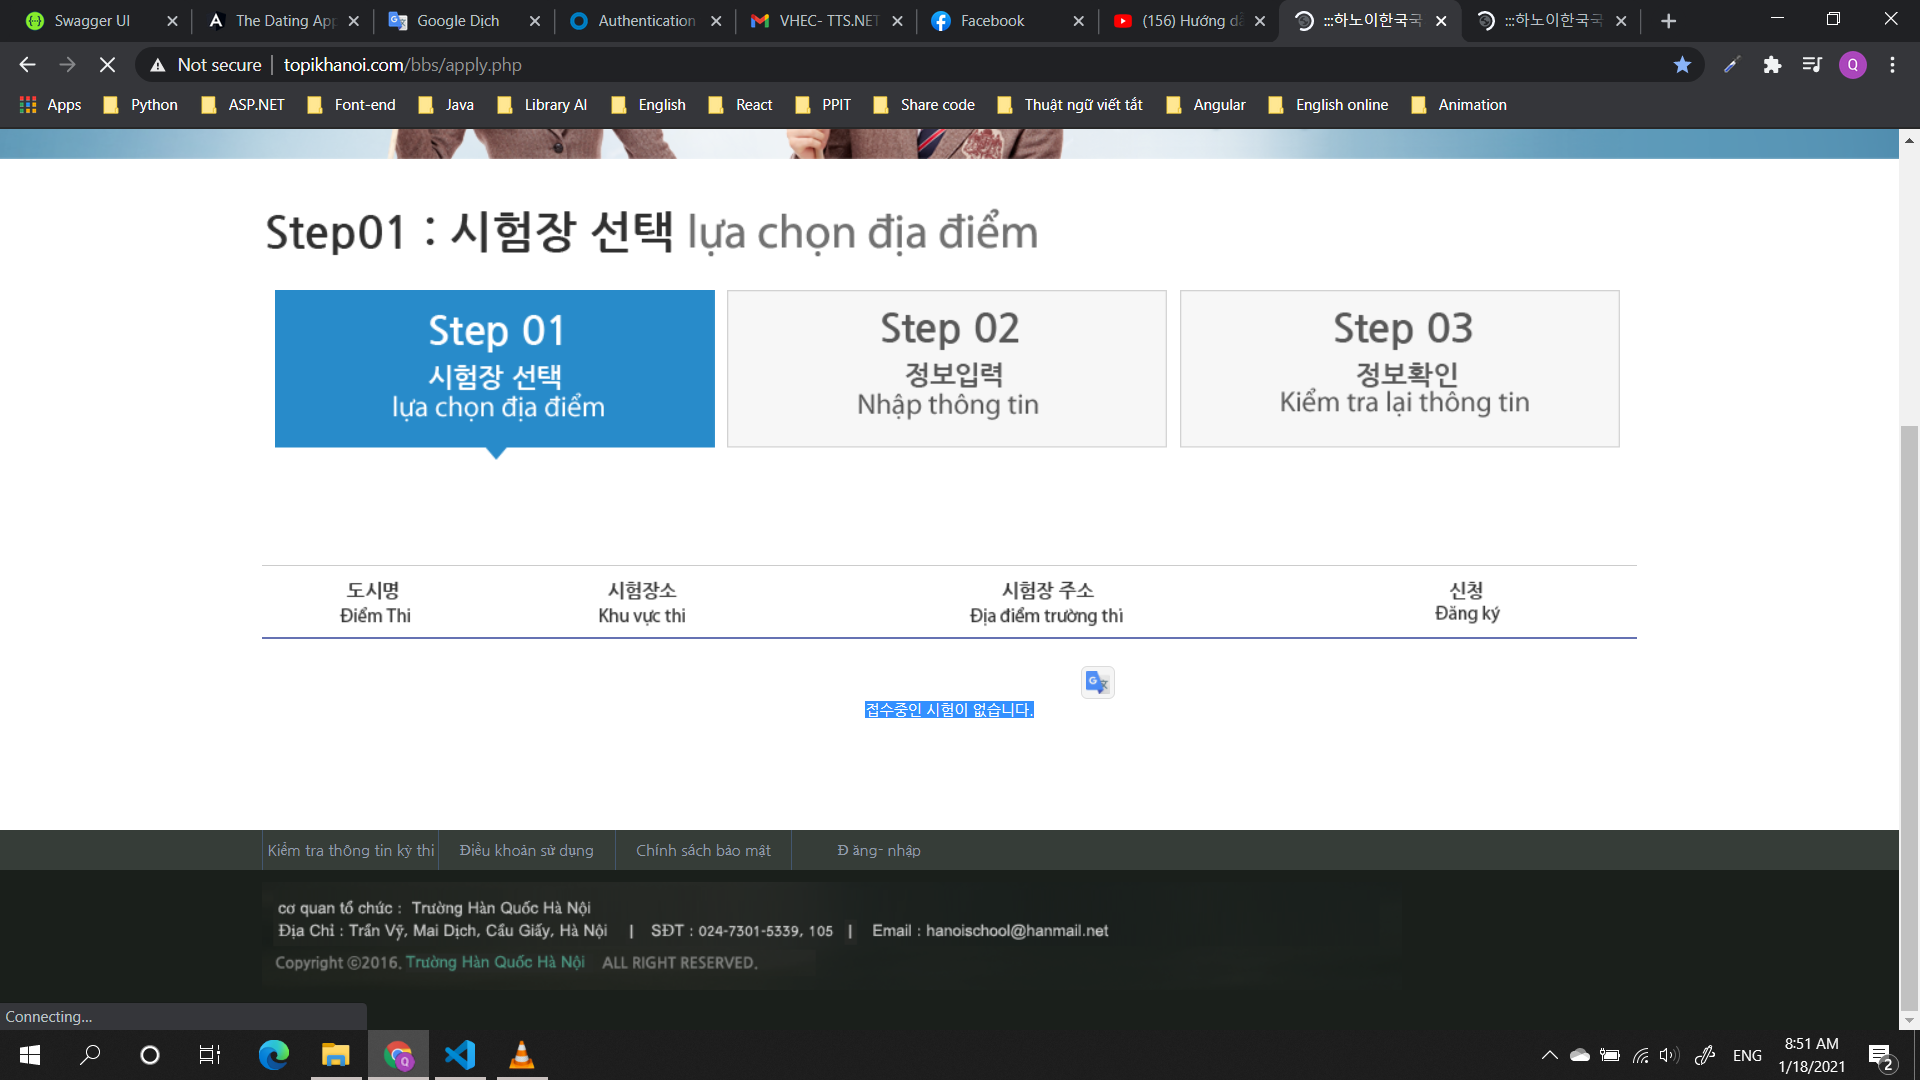 Swagger UI
The Dating App
Google Dịch
Authentication
VHEC- TTS.NET
Facebook
(156) Hướng dẫ
:::하노이한국국
:::하노이한국국
Not secure
topikhanoi.com/bbs/apply.php
Q
Apps
Python
ASP.NET
Font-end
Java
Library AI
English
React
PPIT
Share code
Thuật ngữ viết tắt
Angular
English online
Animation
Step01 : 시험장 선택 lựa chọn địa điểm
Step 01
시험장 선택
lựa chọn địa điểm
Step 02
정보입력
Nhập thông tin
Step 03
정보확인
Kiểm tra lại thông tin
도시명
Điểm Thi
시험장소
Khu vực thi
시험장 주소
Địa điểm trường thi
신청
Đăng ký
접수중인 시험이 없습니다.
Kiểm tra thông tin kỳ thi
Điều khoản sử dụng
Chính sách bảo mật
Đ ăng- nhập
cơ quan tổ chức : Trường Hàn Quốc Hà Nội
Địa Chỉ : Trần Vỹ, Mai Dịch, Cầu Giấy, Hà Nội | SĐT : 024-7301-5339, 105 | Email : hanoischool@hanmail.net
Copyright ©2016. Trường Hàn Quốc Hà Nội ALL RIGHT RESERVED.
Connecting...
ENG
8:51 AM
1/18/2021
2